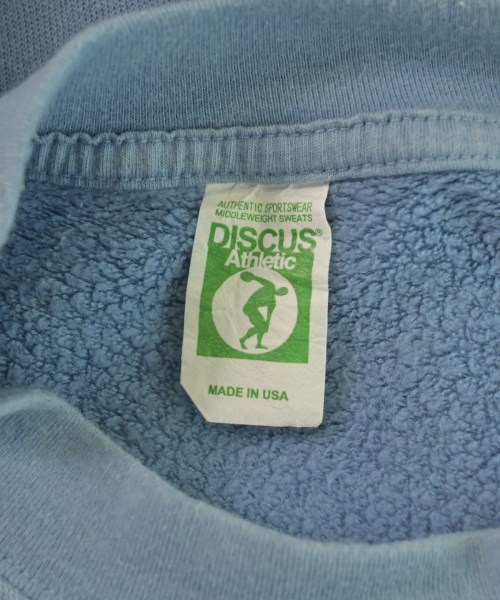 AUTHENTIC SPORTSWEAR
MIDDLEWEIGHT SWEATS
DISCUS®
Athletic
MADE IN USA